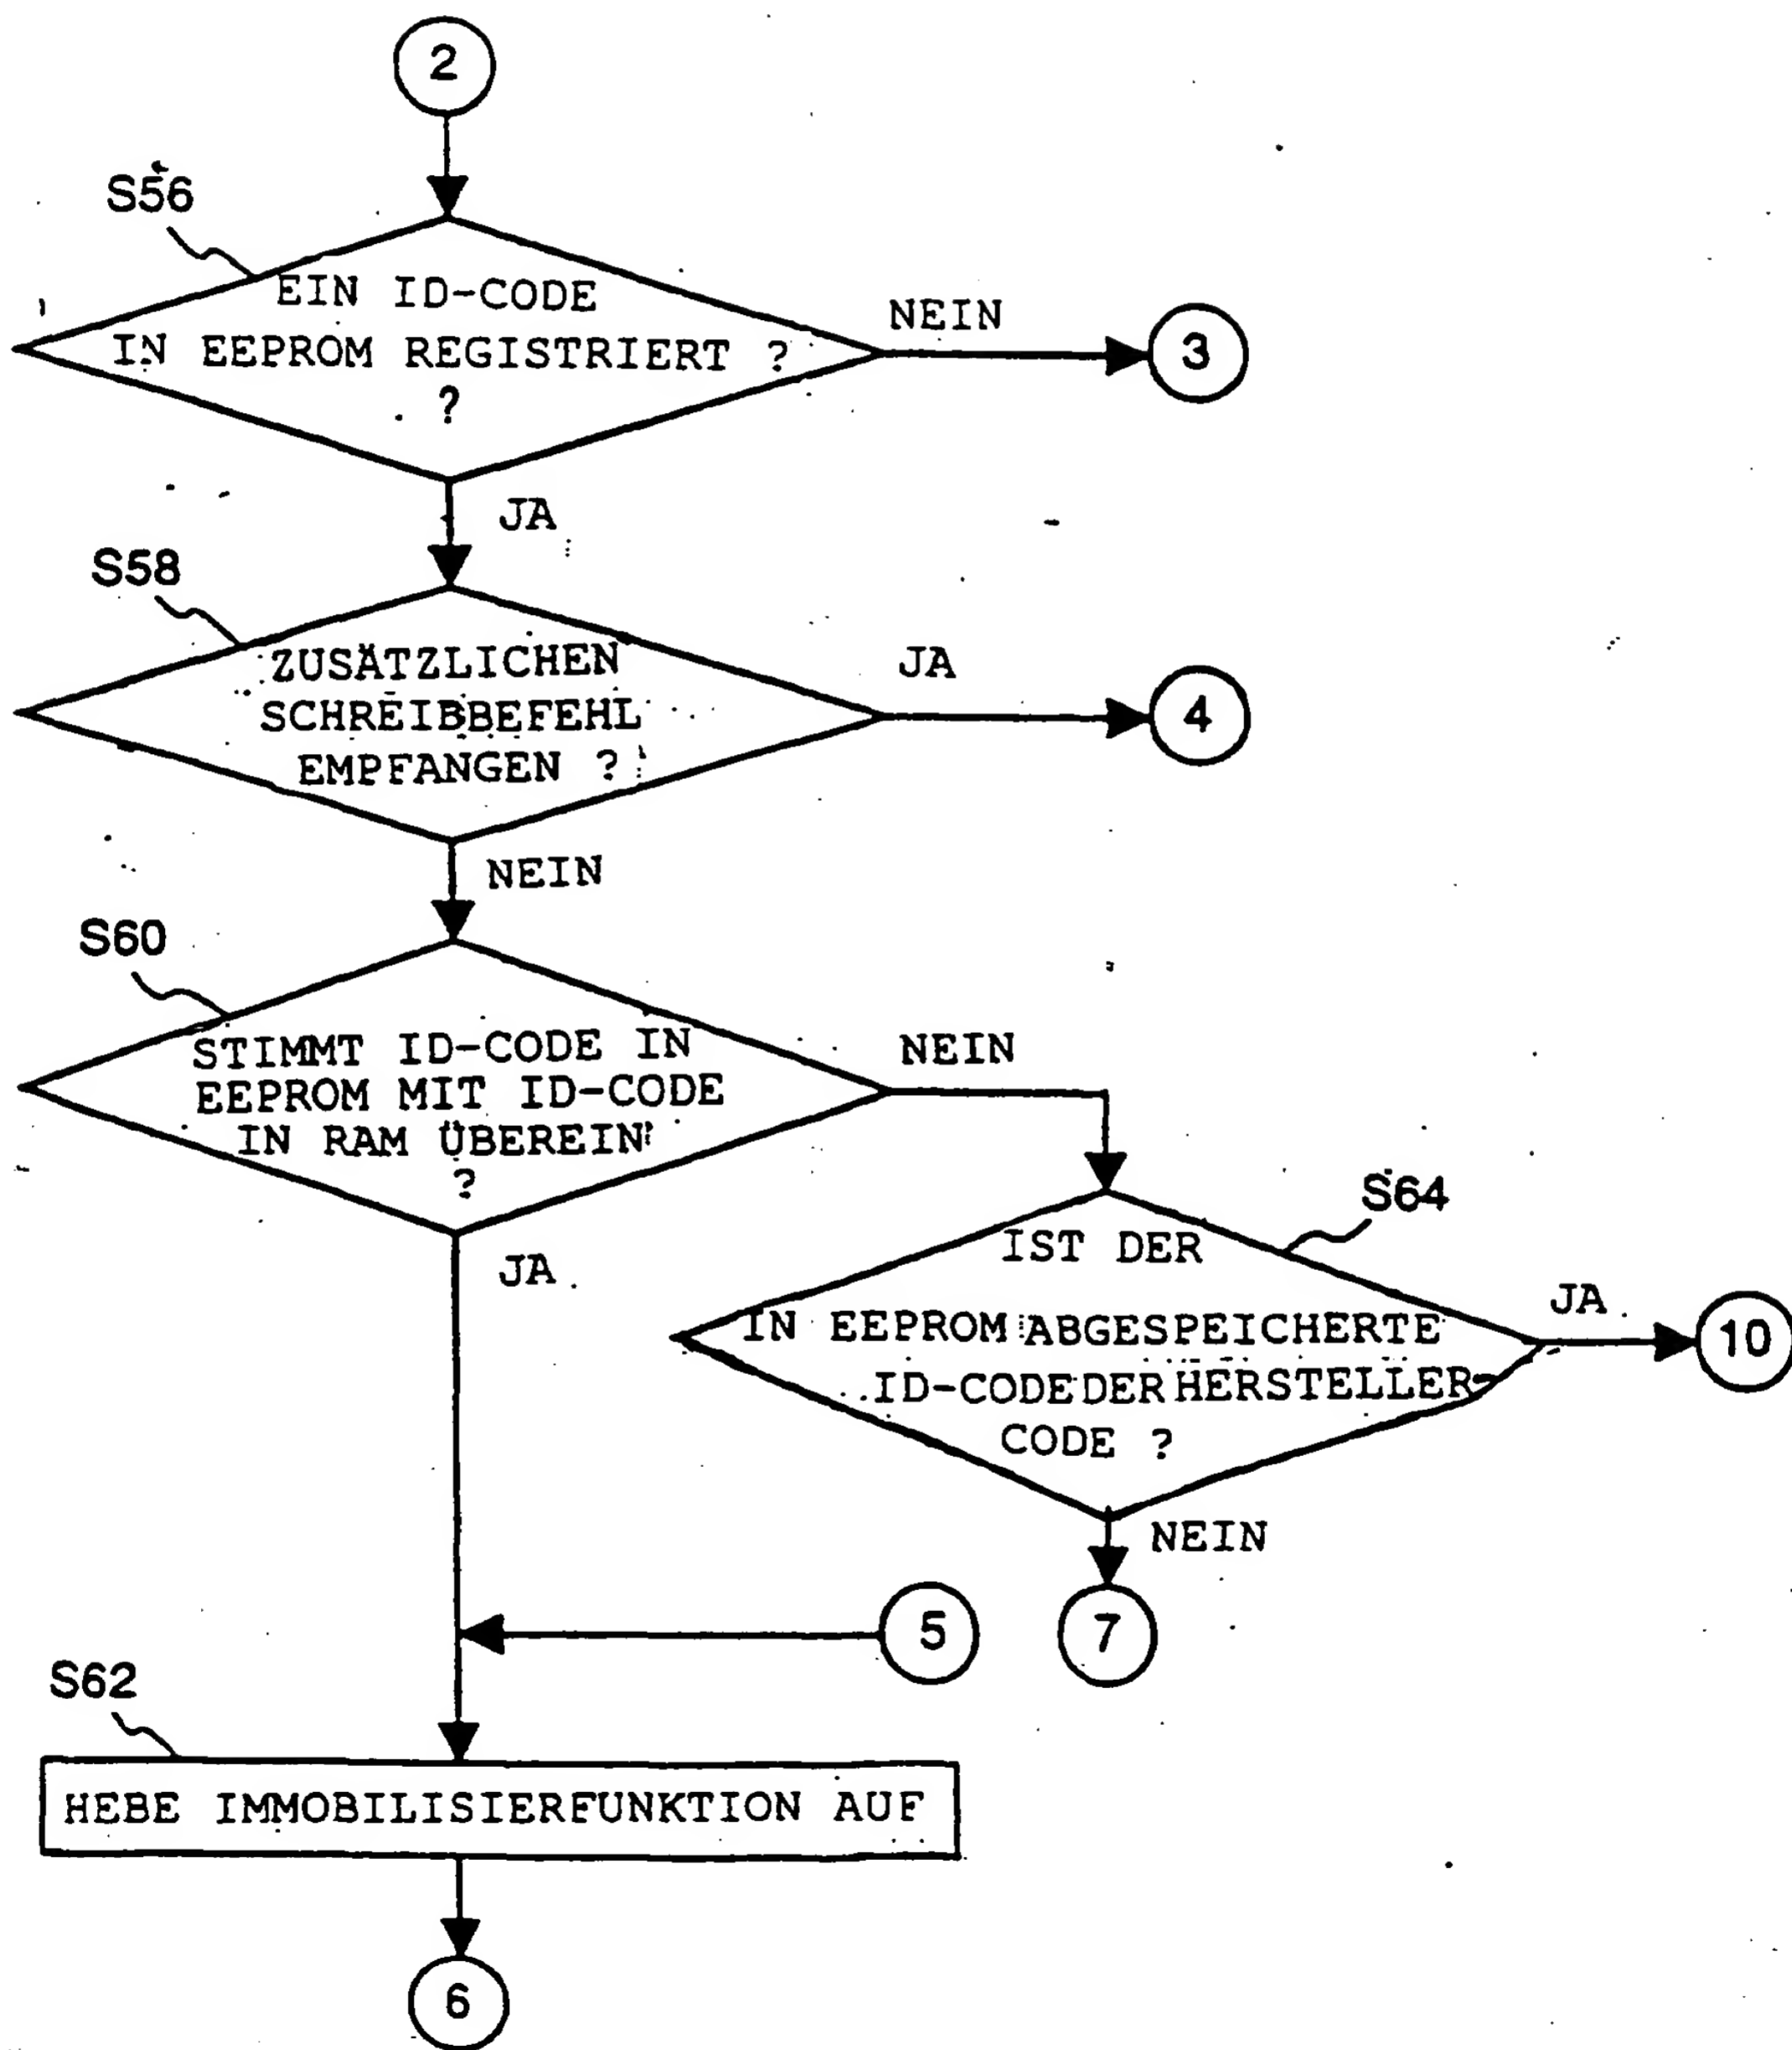 2
S56
EIN ID-CODE
IN EEPROM REGISTRIERT ?
?
NEIN
3
JA
S58
ZUSÄTZLICHEN
SCHREIBBEFEHL
EMPFANGEN ?
JA
4
NEIN
S60
STIMMT ID-CODE IN
EEPROM MIT ID-CODE
IN RAM ÜBEREIN
?
NEIN
JA
S64
IST DER
IN EEPROM ABGESPEICHERTE
ID-CODE DER HERSTELLER-
CODE ?
JA
10
NEIN
7
5
S62
HEBE IMMOBILISIERFUNKTION AUF
6